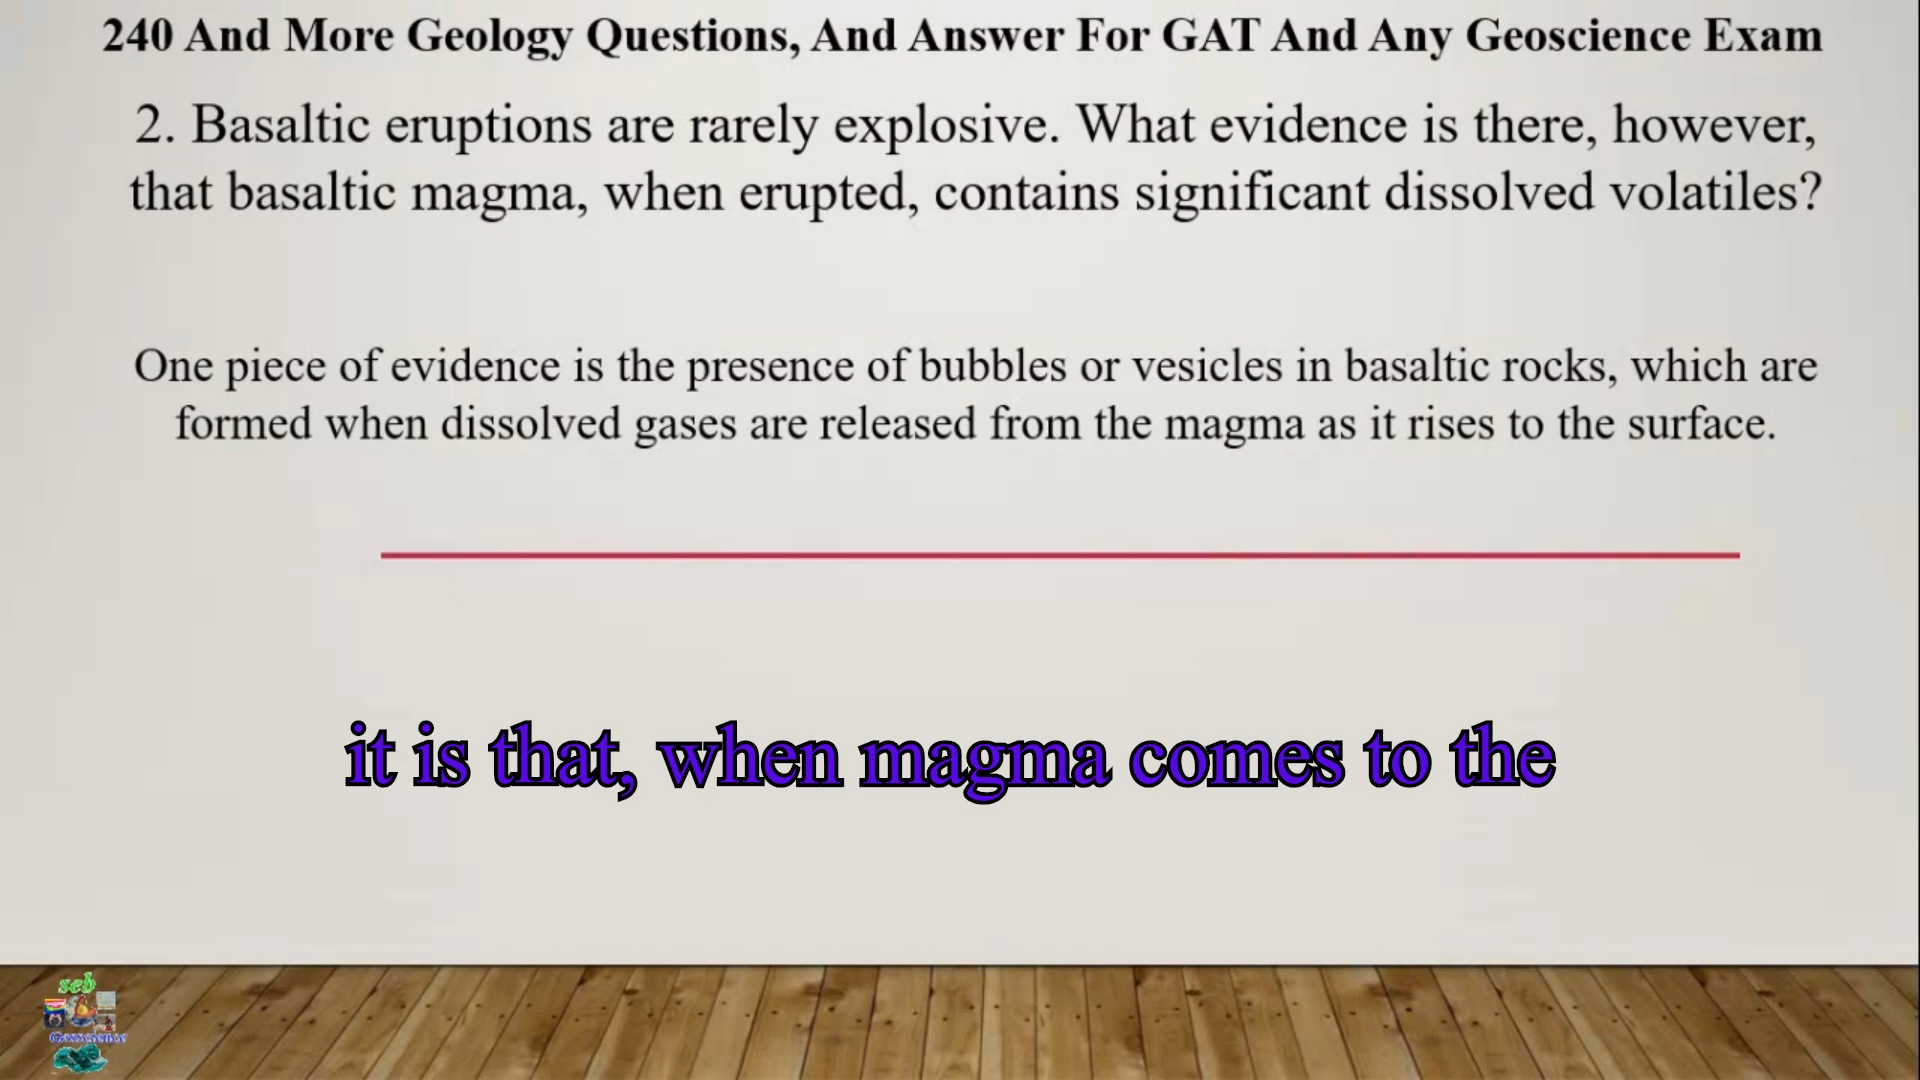 240 And More Geology Questions, And Answer For GAT And Any Geoscience Exam
2. Basaltic eruptions are rarely explosive. What evidence is there, however,
that basaltic magma, when erupted, contains significant dissolved volatiles?
One piece of evidence is the presence of bubbles or vesicles in basaltic rocks, which are
formed when dissolved gases are released from the magma as it rises to the surface.
it is that, when magma comes to the
seb
Geoscience